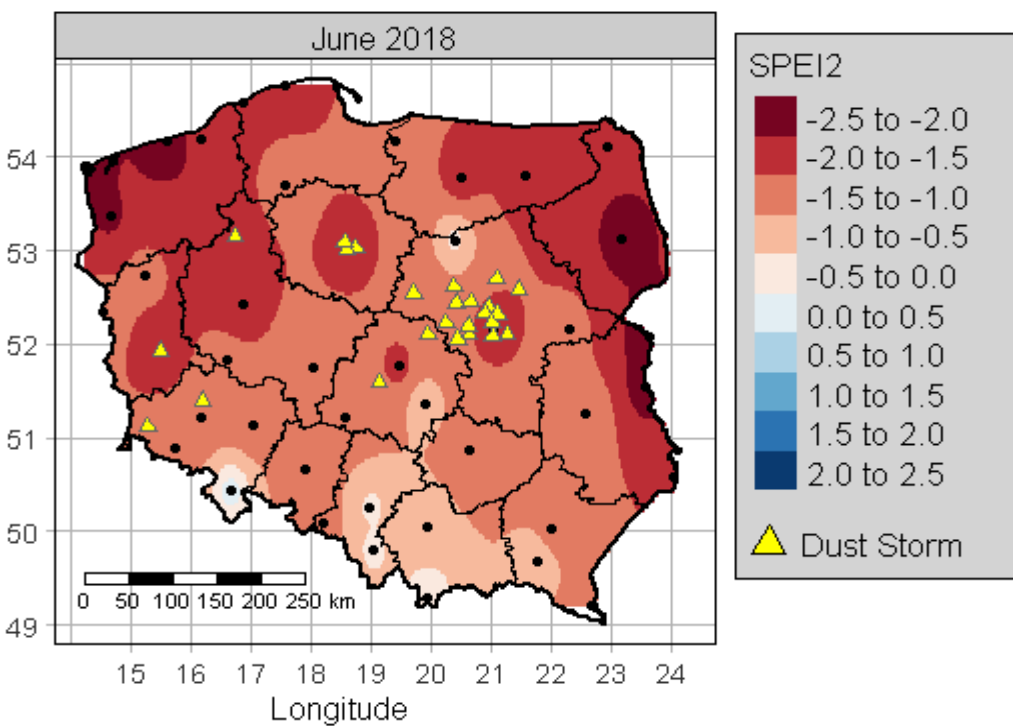 June 2018
54
53
52
51
50
49
0 50 100 150 200 250 km
15 16 17 18 19 20 21 22 23 24
Longitude
SPEI2
-2.5 to -2.0
-2.0 to -1.5
-1.5 to -1.0
-1.0 to -0.5
-0.5 to 0.0
0.0 to 0.5
0.5 to 1.0
1.0 to 1.5
1.5 to 2.0
2.0 to 2.5
Dust Storm